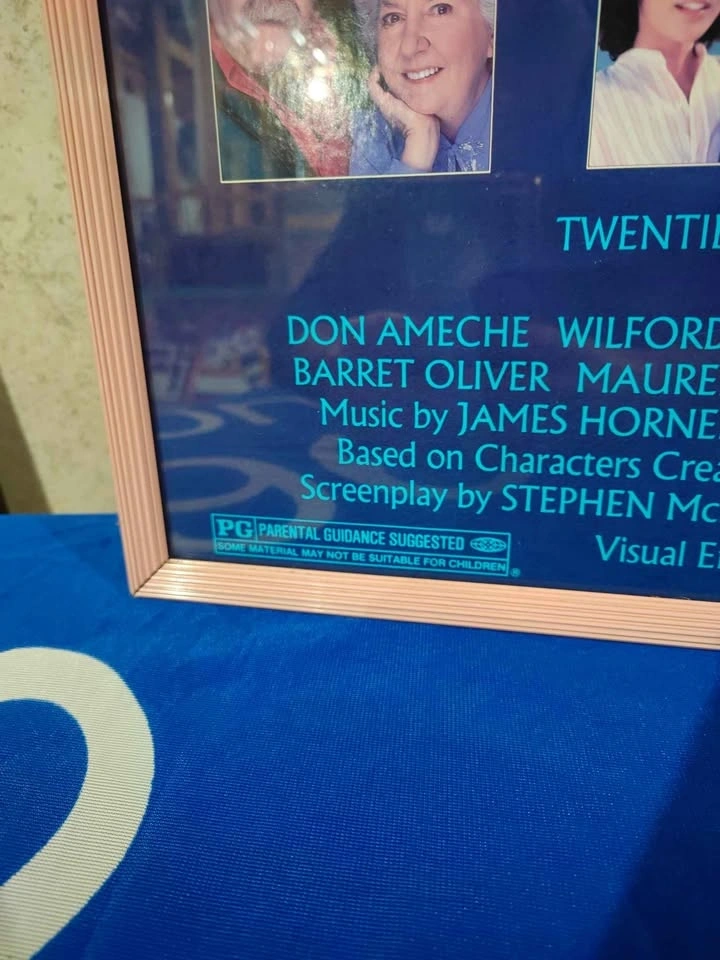 TWENTI
DON AMECHE WILFORD
BARRET OLIVER MAURE
Music by JAMES HORNE
Based on Characters Crea
Screenplay by STEPHEN Mc
PG PARENTAL GUIDANCE SUGGESTED
SOME MATERIAL MAY NOT BE SUITABLE FOR CHILDREN ®
Visual E